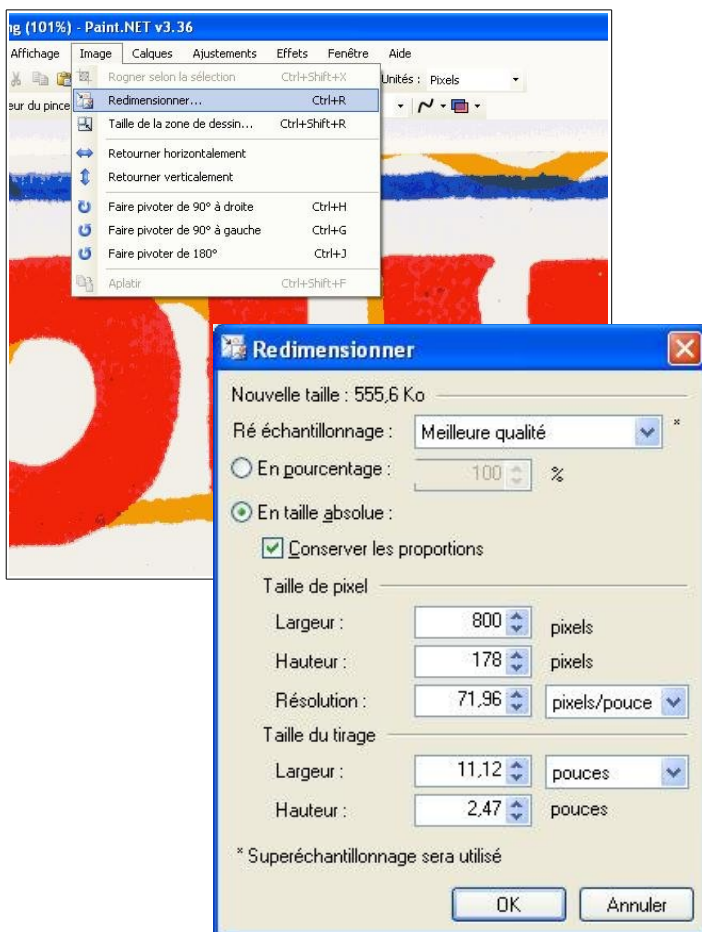 ng (101%) - Paint.NET v3.36
Affichage Image Calques Ajustements Effets Fenêtre Aide
Rogner selon la sélection Ctrl+Shift+X Unités : Pixels
eur du pince Redimensionner... Ctrl+R
Taille de la zone de dessin... Ctrl+Shift+R
Retourner horizontalement
Retourner verticalement
Faire pivoter de 90° à droite Ctrl+H
Faire pivoter de 90° à gauche Ctrl+G
Faire pivoter de 180° Ctrl+J
Aplatir Ctrl+Shift+F
Redimensionner
Nouvelle taille : 555,6 Ko
Ré échantillonnage : Meilleure qualité *
En pourcentage : 100 %
En taille absolue :
Conserver les proportions
Taille de pixel
Largeur : 800 pixels
Hauteur : 178 pixels
Résolution : 71,96 pixels/pouce
Taille du tirage
Largeur : 11,12 pouces
Hauteur : 2,47 pouces
* Superéchantillonnage sera utilisé
OK Annuler